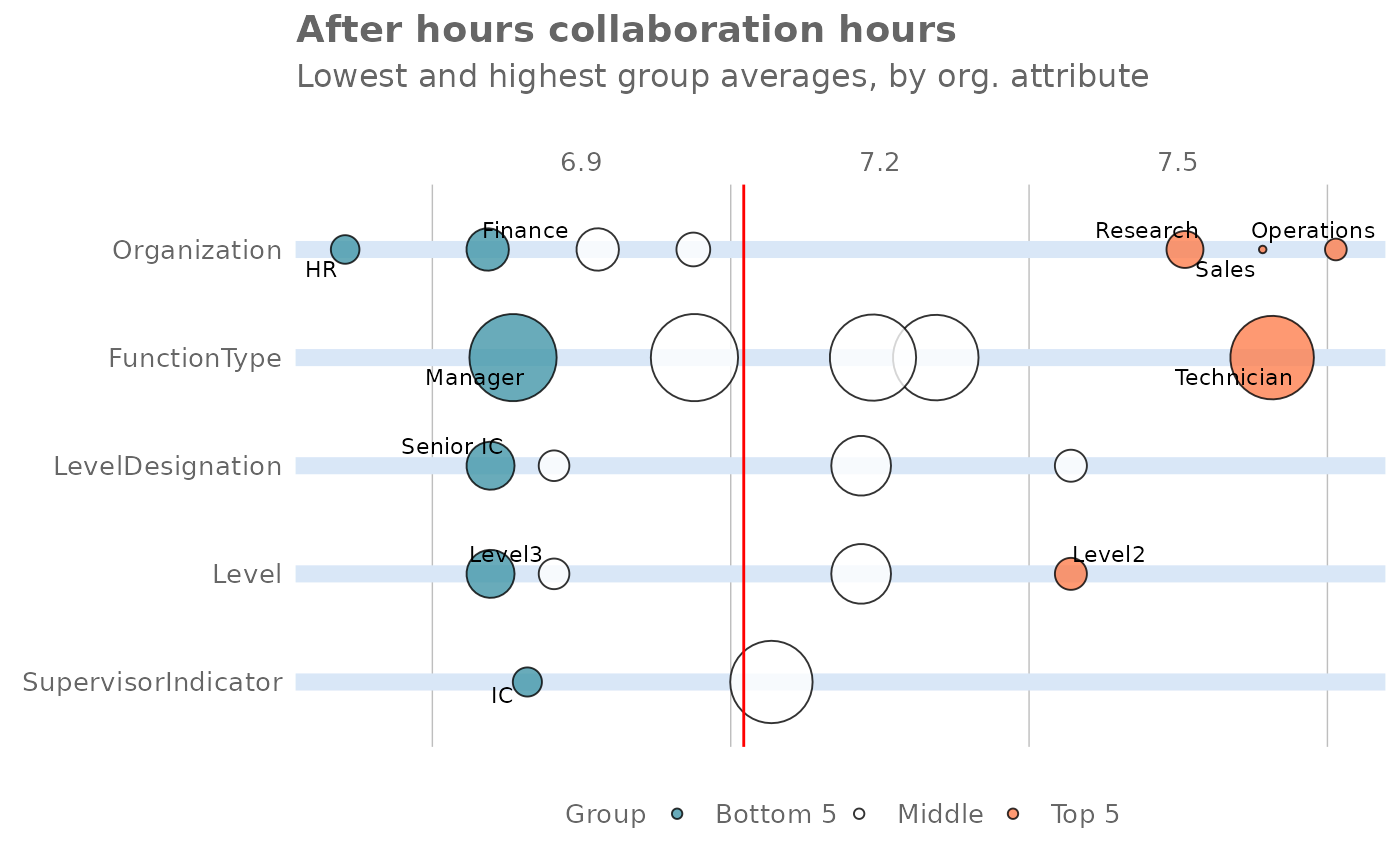 After hours collaboration hours
Lowest and highest group averages, by org. attribute
6.9 7.2 7.5
Organization HR Finance Research Sales Operations
FunctionType Manager Technician
LevelDesignation Senior IC
Level Level3 Level2
SupervisorIndicator IC
Group Bottom 5 Middle Top 5